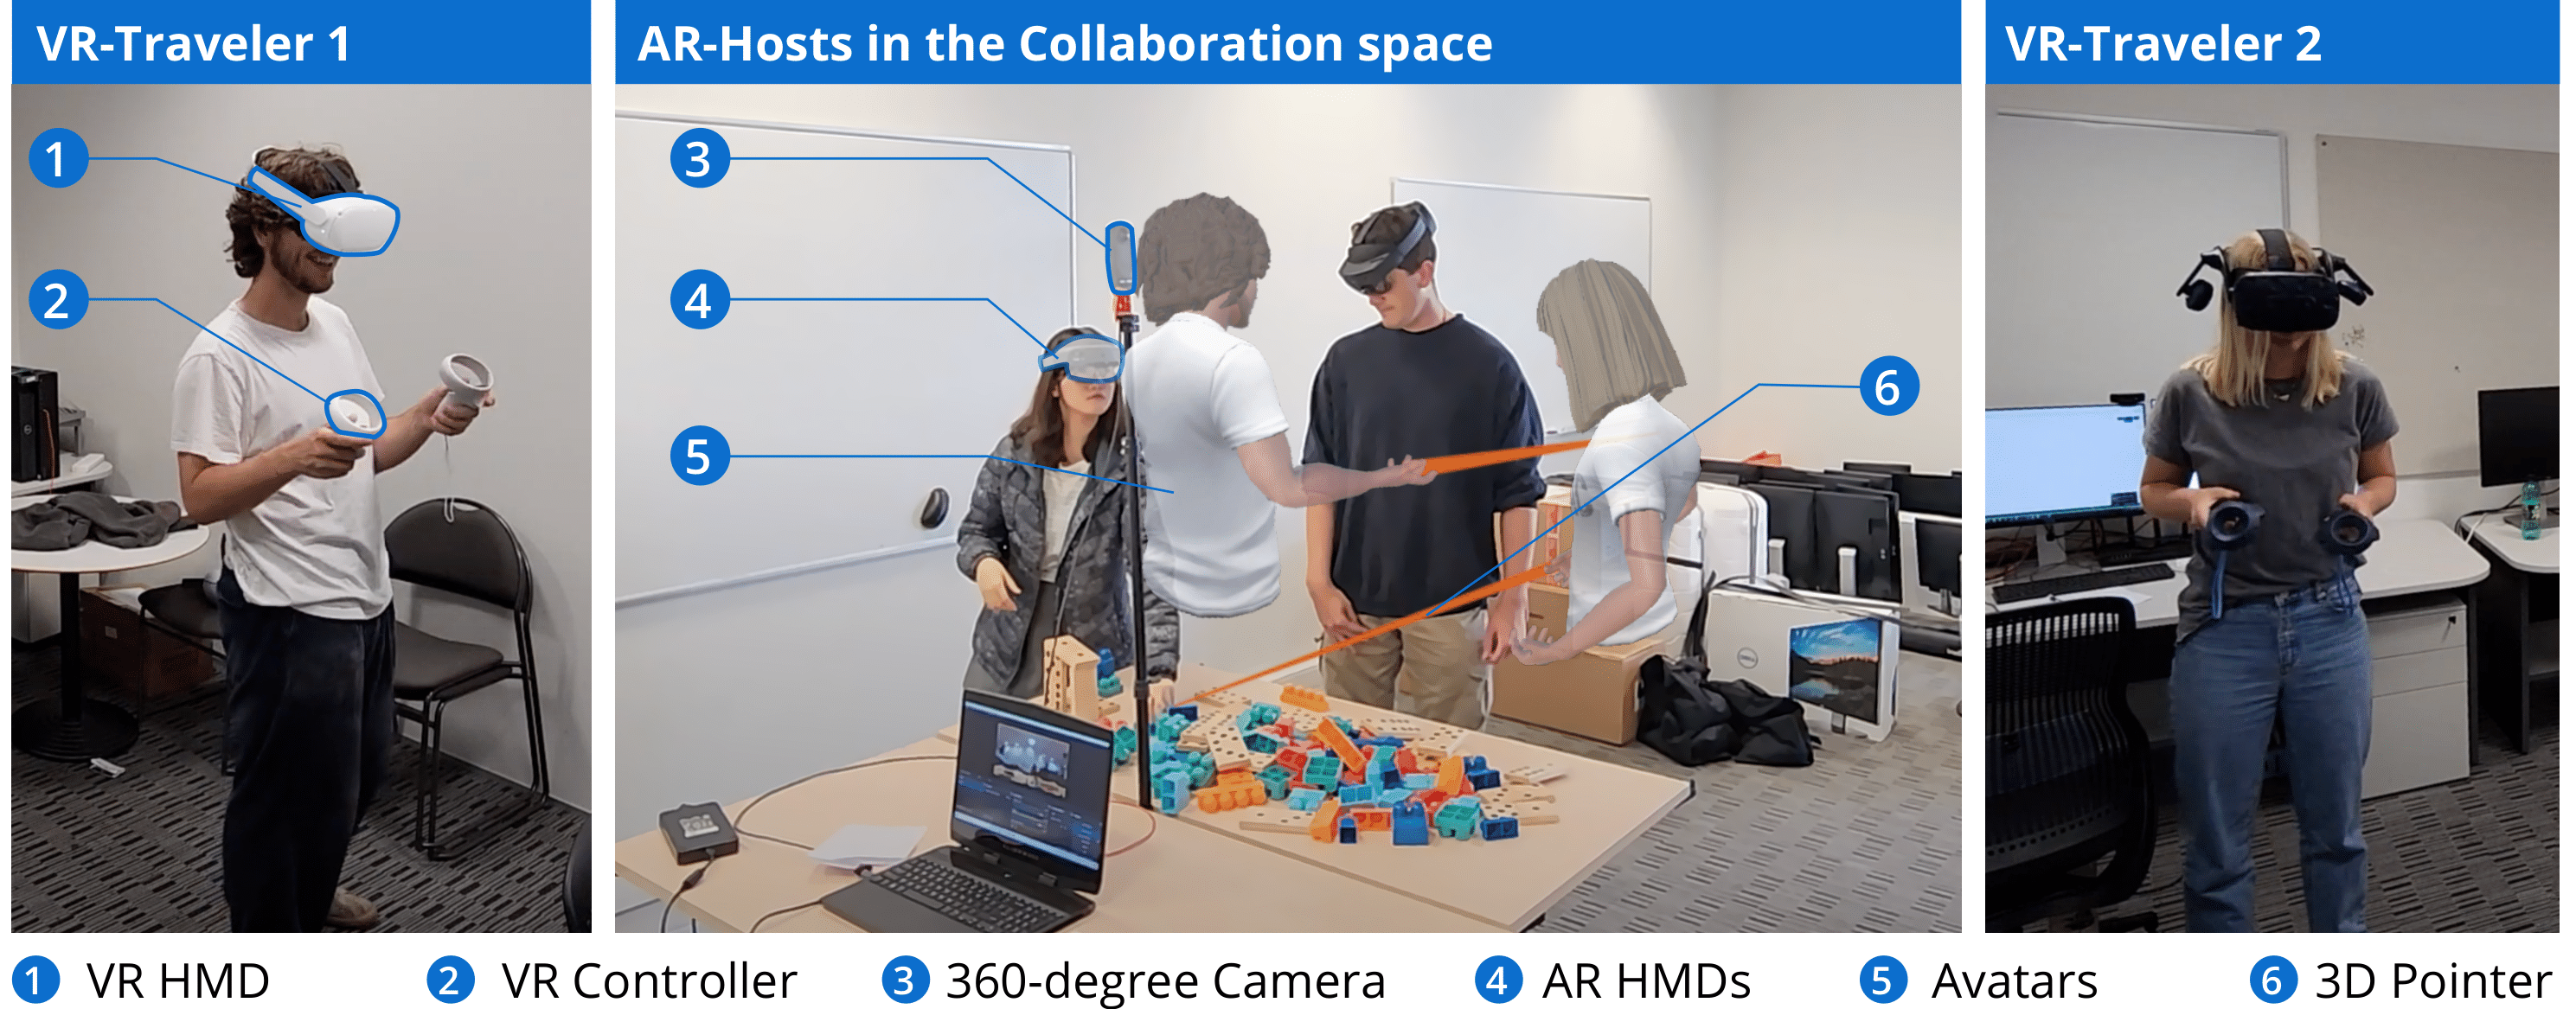 VR-Traveler 1
AR-Hosts in the Collaboration space
VR-Traveler 2
1
2
3
4
5
6
1 VR HMD
2 VR Controller
3 360-degree Camera
4 AR HMDs
5 Avatars
6 3D Pointer